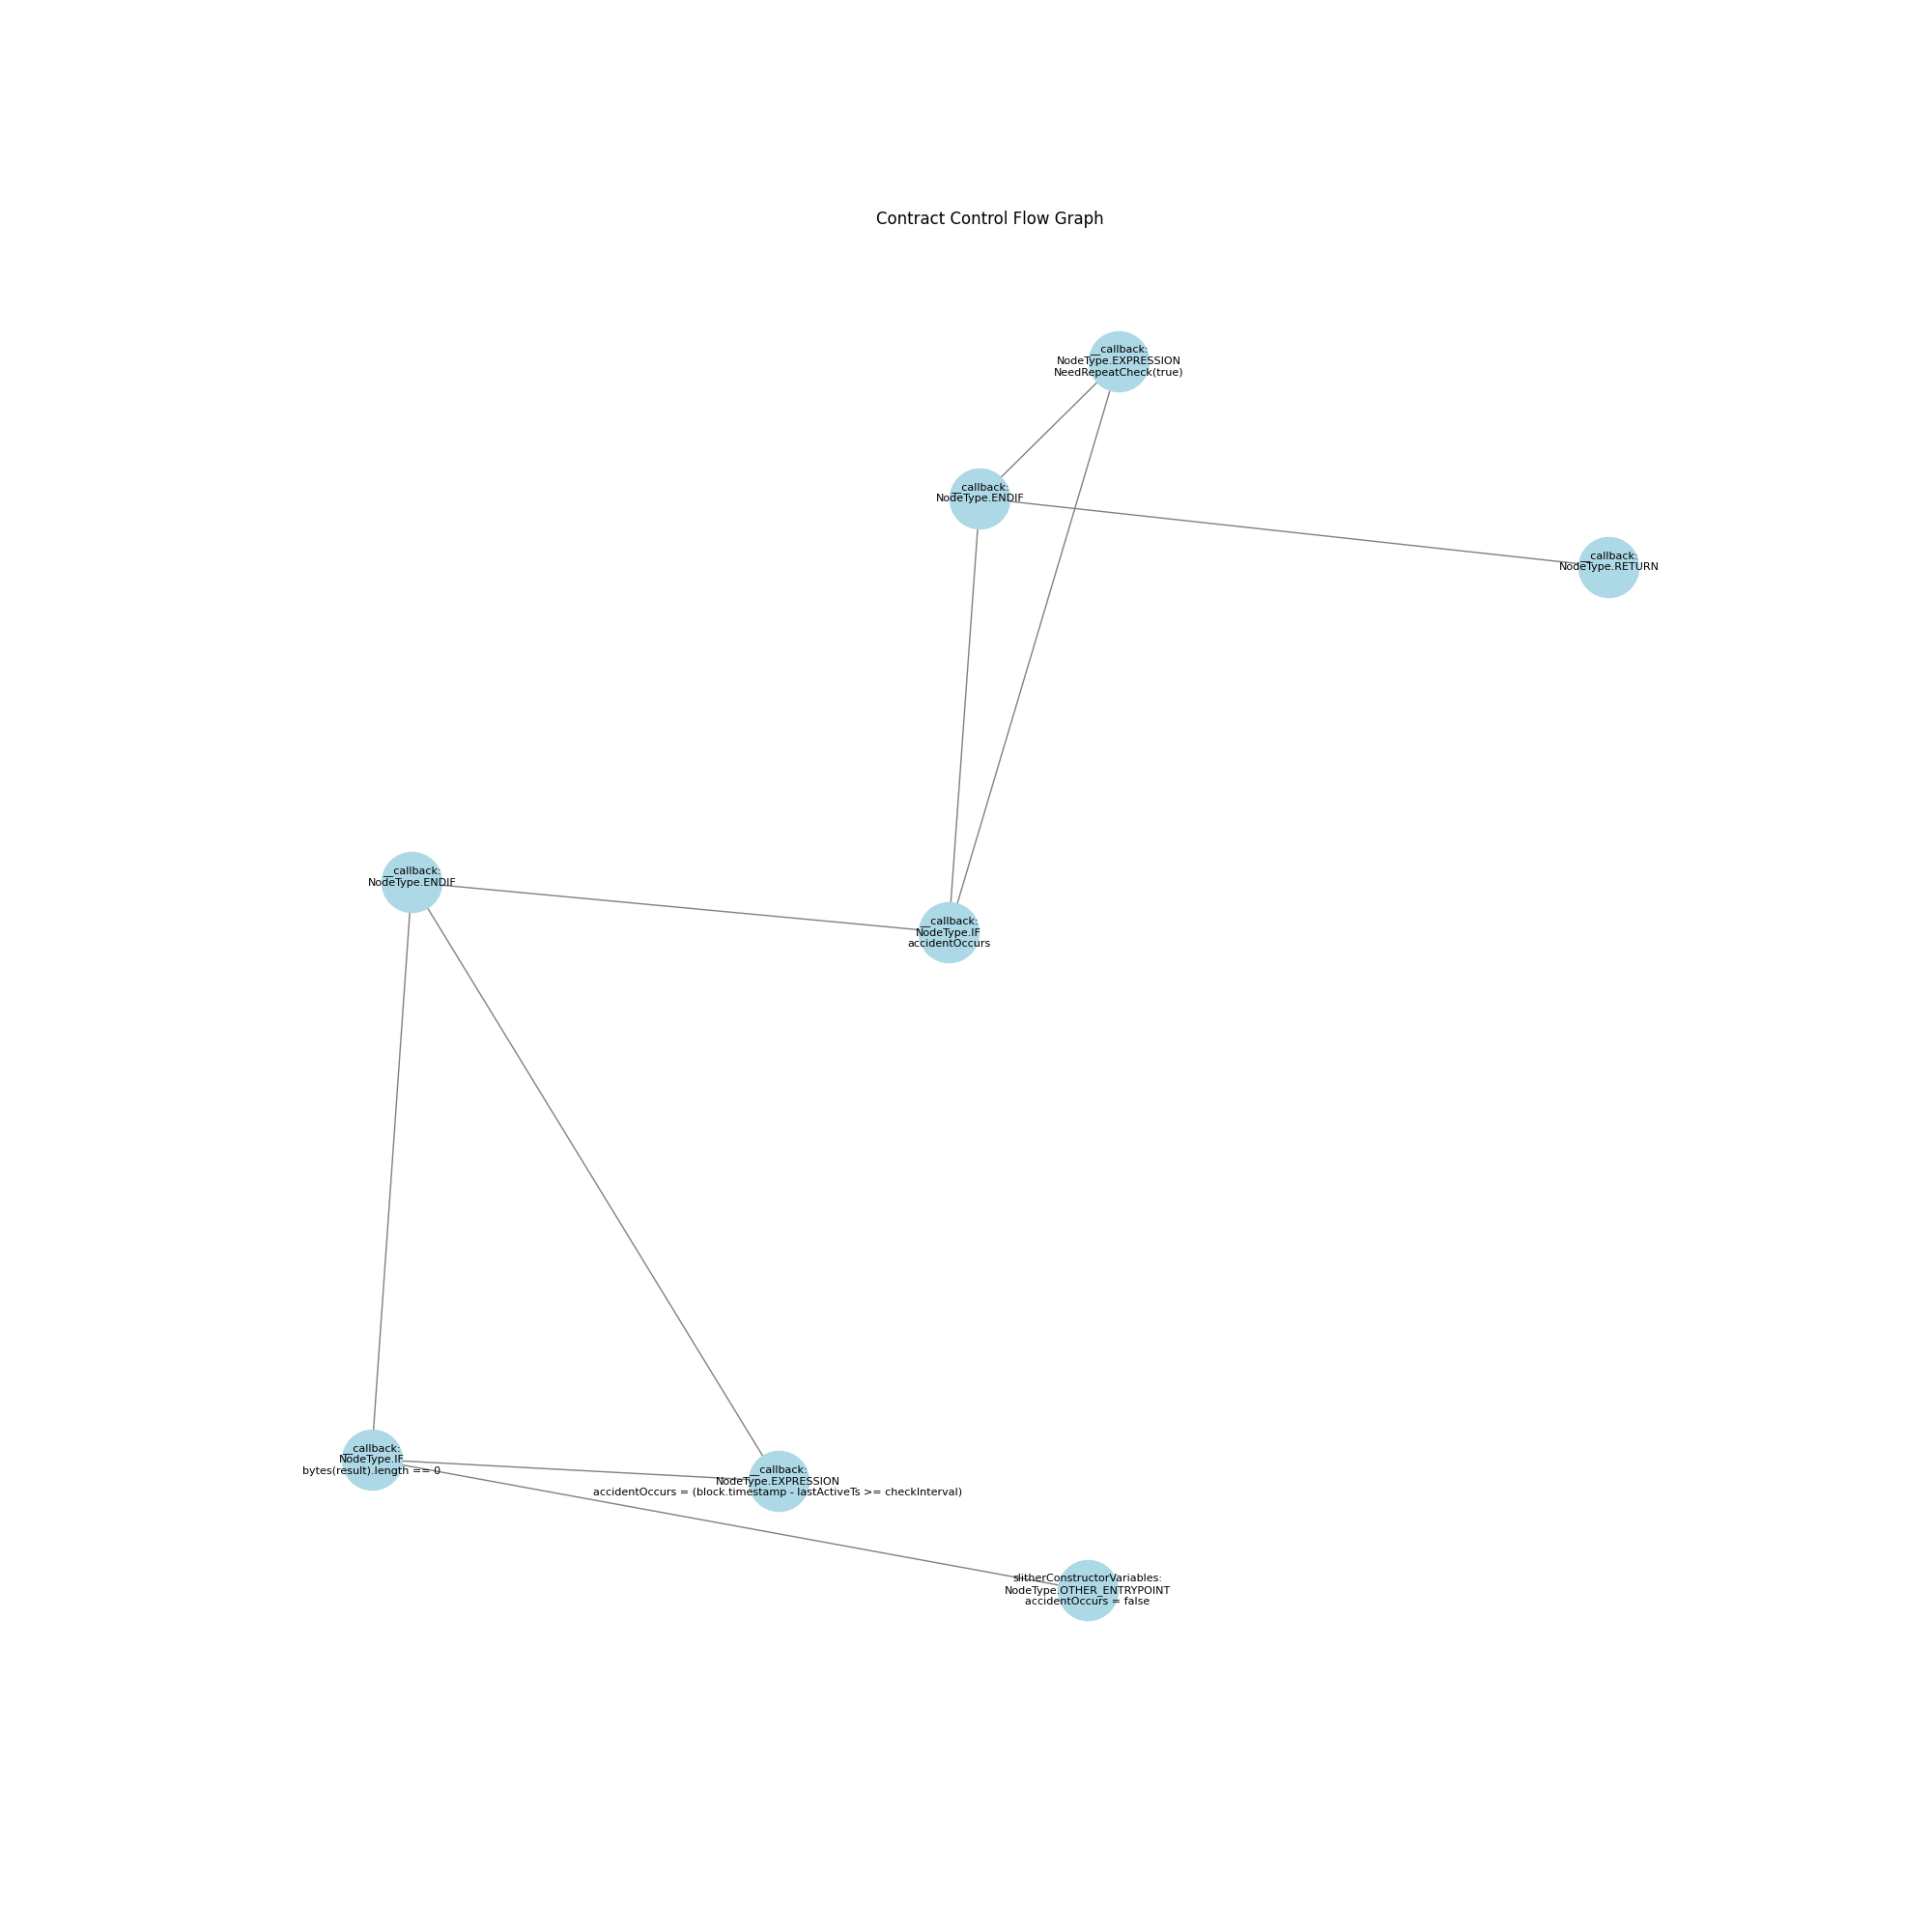 Contract Control Flow Graph
__callback:
NodeType.EXPRESSION
NeedRepeatCheck(true)
__callback:
NodeType.ENDIF
__callback:
NodeType.RETURN
__callback:
NodeType.ENDIF
__callback:
NodeType.IF
accidentOccurs
__callback:
NodeType.IF
bytes(result).length == 0
__callback:
NodeType.EXPRESSION
accidentOccurs = (block.timestamp - lastActiveTs >= checkInterval)
slitherConstructorVariables:
NodeType.OTHER_ENTRYPOINT
accidentOccurs = false